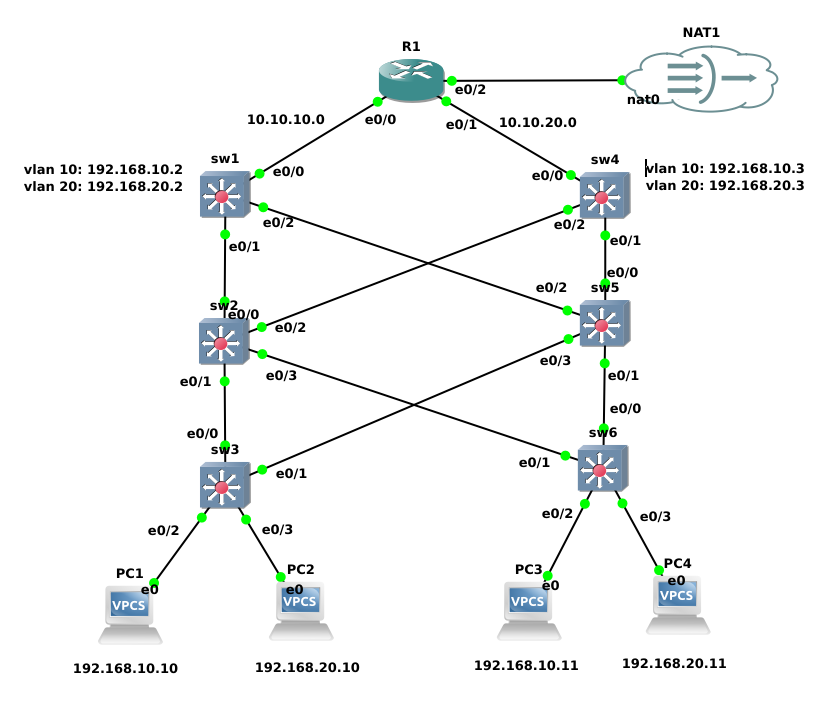 NAT1
R1
e0/2
nat0
10.10.10.0
e0/0
e0/1
10.10.20.0
sw1
sw4
vlan 10: 192.168.10.2
vlan 20: 192.168.20.2
e0/0
e0/0
vlan 10: 192.168.10.3
vlan 20: 192.168.20.3
e0/2
e0/2
e0/1
e0/1
e0/0
sw5
e0/2
sw2
e0/0
e0/2
e0/3
e0/1
e0/3
e0/1
e0/0
e0/0
sw6
sw3
e0/1
e0/1
e0/2
e0/3
e0/2
e0/3
PC1
e0
VPCS
PC2
e0
VPCS
PC3
e0
VPCS
PC4
e0
VPCS
192.168.10.10
192.168.20.10
192.168.10.11
192.168.20.11